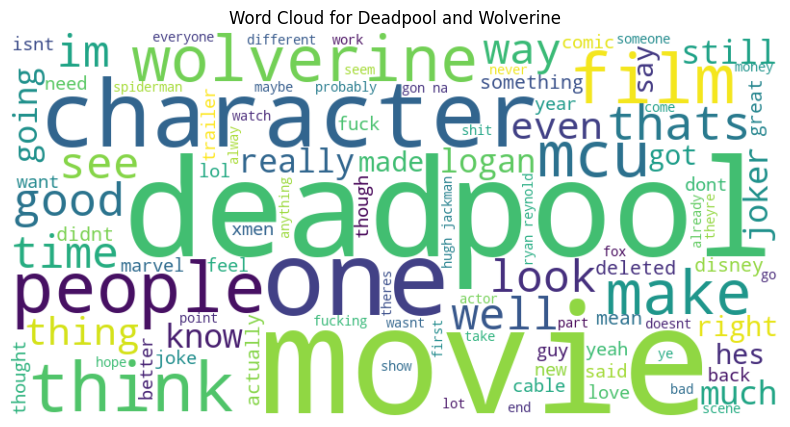 Word Cloud for Deadpool and Wolverine
isnt
im
everyone
different
work
wolverine
way
comic
someone
still
going
need
spiderman
maybe
probably
seem
gon na
never
something
film
say
money
character
trailer
alway
watch
fuck
shit
year
even
come
thats
great
see
lol
really
made
logan
mcu
got
joker
want
good
deadpool
anything
though
xmen
hugh jackman
ryan reynold
dont
already
theyre
time
didnt
marvel
feel
people
one
theres
look
fox
deleted
disney
go
make
thing
know
point
actually
fucking
wasnt
first
actor
well
part
mean
doesnt
right
hes
thought
hope
better
joke
think
movie
show
take
guy
yeah
new
said
ye
back
cable
love
much
lot
end
bad
scene